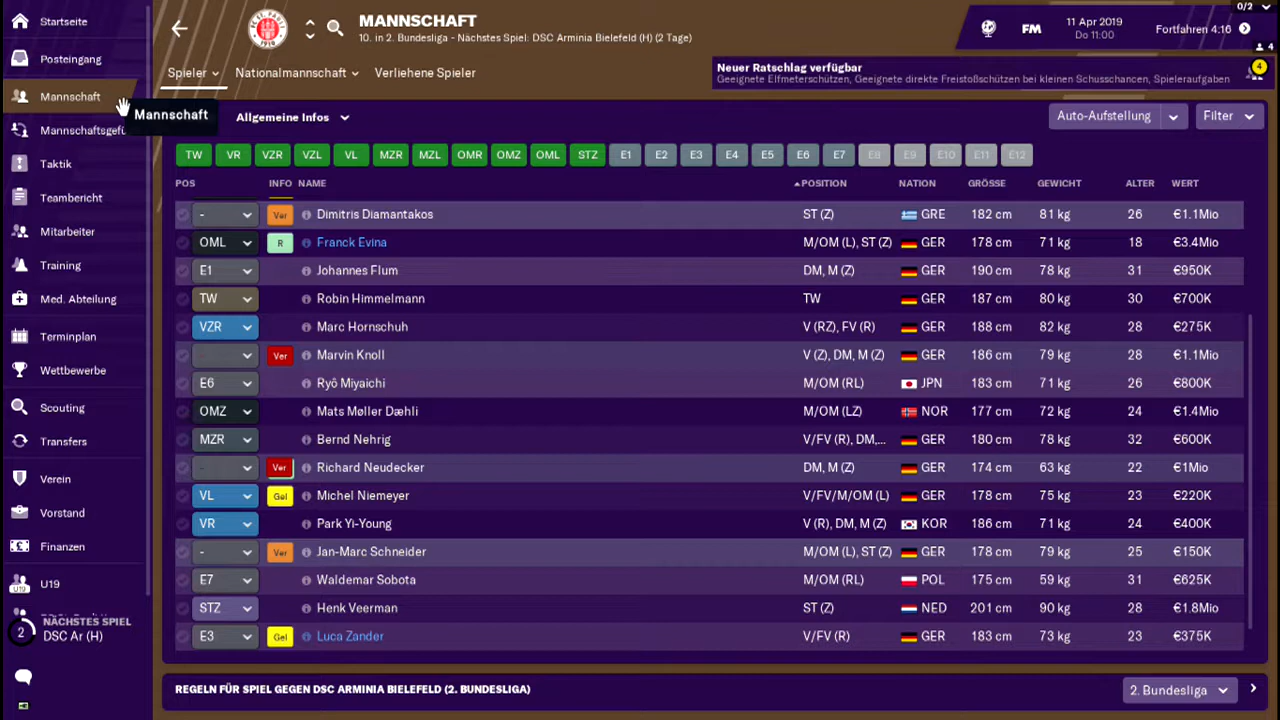 0/2
Startseite
MANNSCHAFT
10. in 2. Bundesliga - Nächstes Spiel: DSC Arminia Bielefeld (H) (2 Tage)
FM
11 Apr 2019
Do 11:00
Fortfahren 4:16
4
Posteingang
Spieler
Nationalmannschaft
Verliehene Spieler
Neuer Ratschlag verfügbar
Geeignete Elfmeterschützen, Geeignete direkte Freistoßschützen bei kleinen Schusschancen, Spieleraufgaben
4
Mannschaft
Mannschaft
Allgemeine Infos
Auto-Aufstellung
Filter
Mannschaftsgefü
TW VR VZR VZL VL MZR MZL OMR OMZ OML STZ E1 E2 E3 E4 E5 E6 E7 E8 E9 E10 E11 E12
Taktik
POS INFO NAME POSITION NATION GRÖSSE GEWICHT ALTER WERT
- Ver Dimitris Diamantakos ST (Z) GRE 182 cm 81 kg 26 €1.1Mio
OML R Franck Evina M/OM (L), ST (Z) GER 178 cm 71 kg 18 €3.4Mio
E1 Johannes Flum DM, M (Z) GER 190 cm 78 kg 31 €950K
TW Robin Himmelmann TW GER 187 cm 80 kg 30 €700K
VZR Marc Hornschuh V (RZ), FV (R) GER 188 cm 82 kg 28 €275K
Ver Marvin Knoll V (Z), DM, M (Z) GER 186 cm 79 kg 28 €1.1Mio
E6 Ryô Miyaichi M/OM (RL) JPN 183 cm 71 kg 26 €800K
OMZ Mats Møller Dæhli M/OM (LZ) NOR 177 cm 72 kg 24 €1.4Mio
MZR Bernd Nehrig V/FV (R), DM,... GER 180 cm 78 kg 32 €600K
- Ver Richard Neudecker DM, M (Z) GER 174 cm 63 kg 22 €1Mio
VL Gel Michel Niemeyer V/FV/M/OM (L) GER 178 cm 75 kg 23 €220K
VR Park Yi-Young V (R), DM, M (Z) KOR 186 cm 71 kg 24 €400K
- Ver Jan-Marc Schneider M/OM (L), ST (Z) GER 178 cm 79 kg 25 €150K
E7 Waldemar Sobota M/OM (RL) POL 175 cm 59 kg 31 €625K
STZ Henk Veerman ST (Z) NED 201 cm 90 kg 28 €1.8Mio
E3 Gel Luca Zander V/FV (R) GER 183 cm 73 kg 23 €375K
Teambericht
Mitarbeiter
Training
Med. Abteilung
Terminplan
Wettbewerbe
Scouting
Transfers
Verein
Vorstand
Finanzen
U19
U19
NÄCHSTES SPIEL
2
DSC Ar (H)
REGELN FÜR SPIEL GEGEN DSC ARMINIA BIELEFELD (2. BUNDESLIGA)
2. Bundesliga